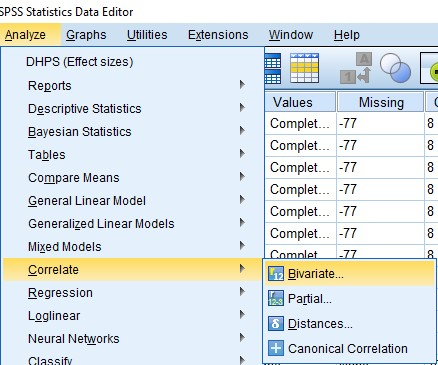 SPSS Statistics Data Editor
Analyze Graphs Utilities Extensions Window Help
DHPS (Effect sizes)
Reports
Descriptive Statistics
Bayesian Statistics
Tables
Compare Means
General Linear Model
Generalized Linear Models
Mixed Models
Correlate
Regression
Loglinear
Neural Networks
Classify
Values Missing
Complet... -77 8
Complet... -77 8
Complet... -77 8
Complet... -77 8
Complet... -77 8
Complet... -77 8
Complet... -77 8
Bivariate...
Partial...
Distances...
Canonical Correlation